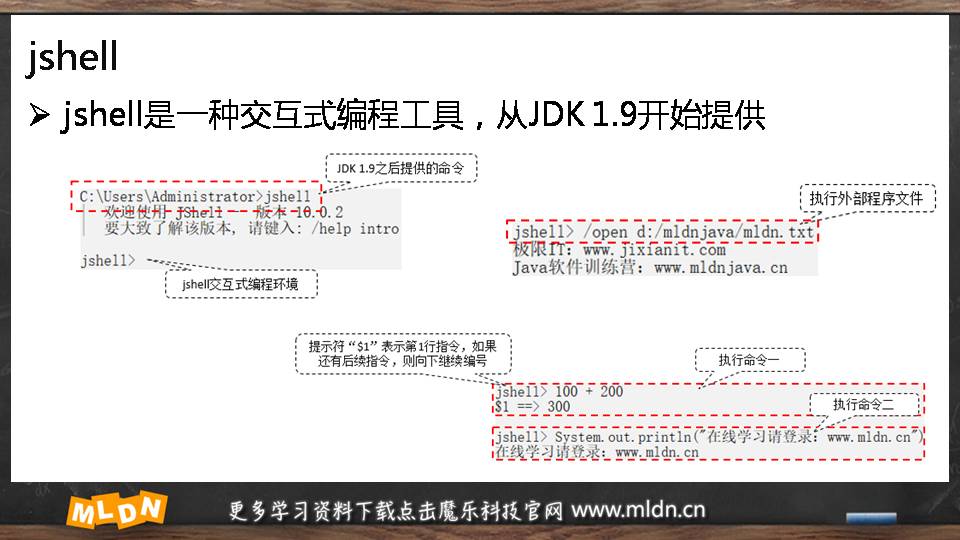 jshell
jshell是一种交互式编程工具，从JDK 1.9开始提供
JDK 1.9之后提供的命令
C:\Users\Administrator>jshell
|  欢迎使用 JShell -- 版本 10.0.2
|  要大致了解该版本, 请键入: /help intro
jshell>
jshell交互式编程环境
执行外部程序文件
jshell> /open d:/mldnjava/mldn.txt
极限IT：www.jixianit.com
Java软件训练营：www.mldnjava.cn
提示符“$1”表示第1行指令，如果
还有后续指令，则向下继续编号
执行命令一
jshell> 100 + 200
$1 ==> 300
执行命令二
jshell> System.out.println("在线学习请登录：www.mldn.cn")
在线学习请登录：www.mldn.cn
MLDN
更多学习资料下载点击魔乐科技官网 www.mldn.cn